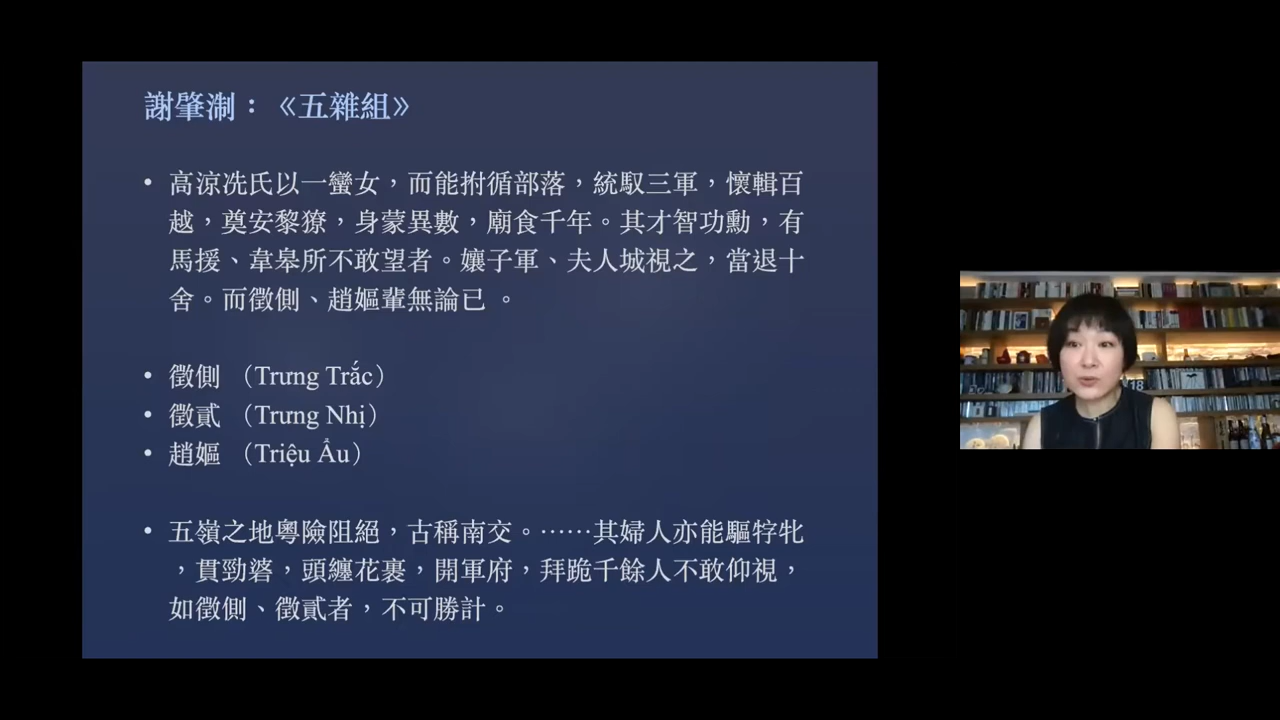 謝肇淛：《五雜組》
• 高涼冼氏以一蠻女，而能拊循部落，統馭三軍，懷輯百
越，奠安黎獠，身蒙異數，廟食千年。其才智功勳，有
馬援、韋皋所不敢望者。孃子軍、夫人城視之，當退十
舍。而徵側、趙嫗輩無論已 。
• 徵側 （Trưng Trắc）
• 徵貳 （Trưng Nhị）
• 趙嫗 （Triệu Ẩu）
• 五嶺之地粵險阻絕，古稱南交。……其婦人亦能驅牸牝
，貫勁砮，頭纏花裹，開軍府，拜跪千餘人不敢仰視，
如徵側、徵貳者，不可勝計。